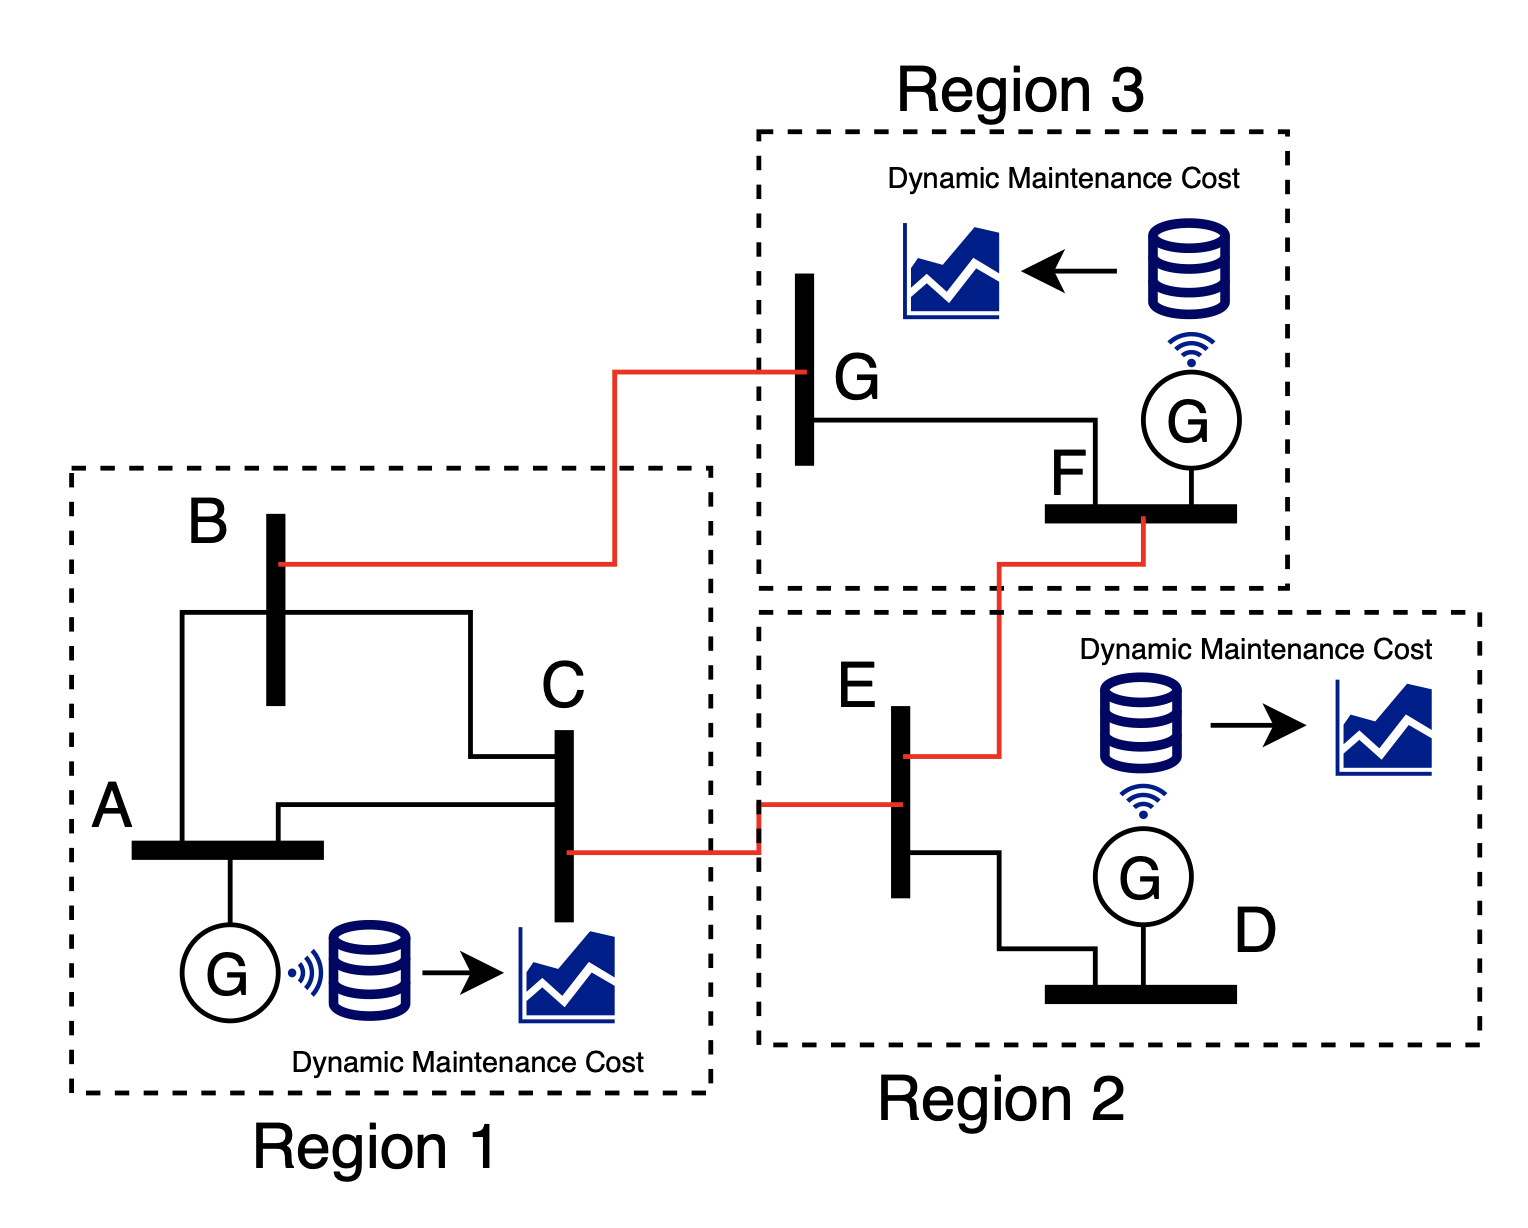 Region 3
Dynamic Maintenance Cost
G
G
F
B
C
A
G
Dynamic Maintenance Cost
Region 1
E
Dynamic Maintenance Cost
G
D
Region 2